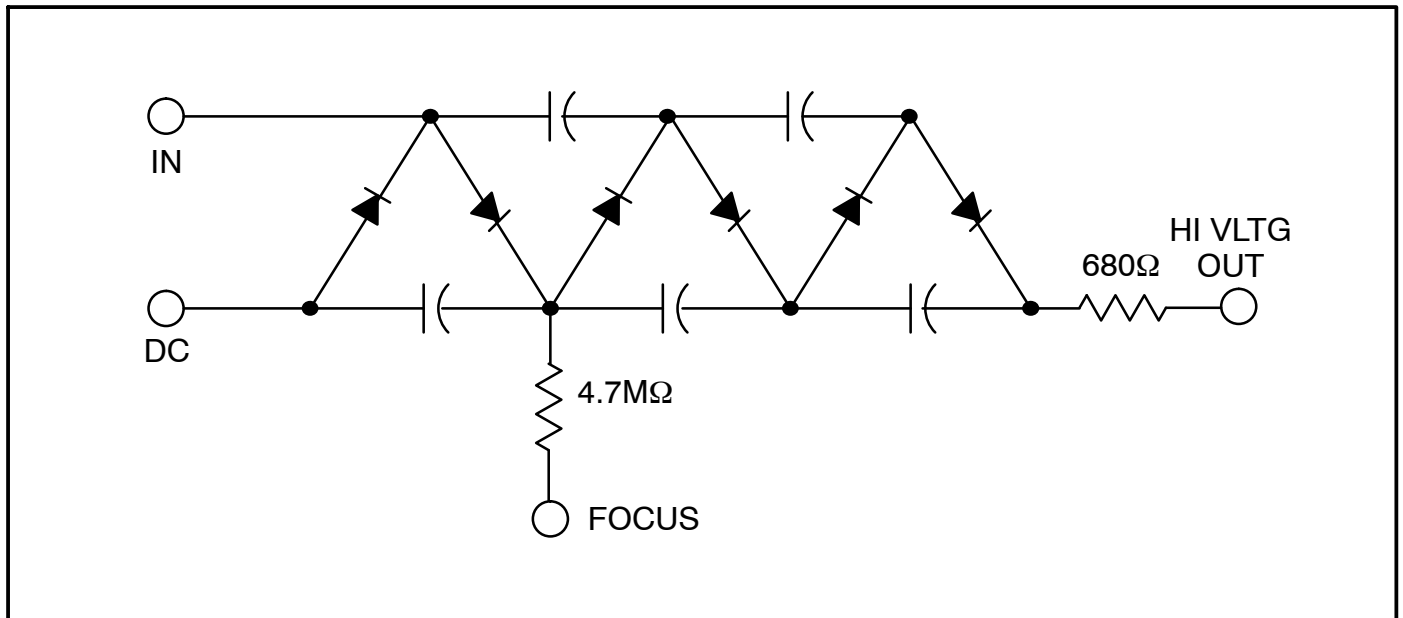 IN
DC
HI VLTG
OUT
680Ω
4.7MΩ
FOCUS